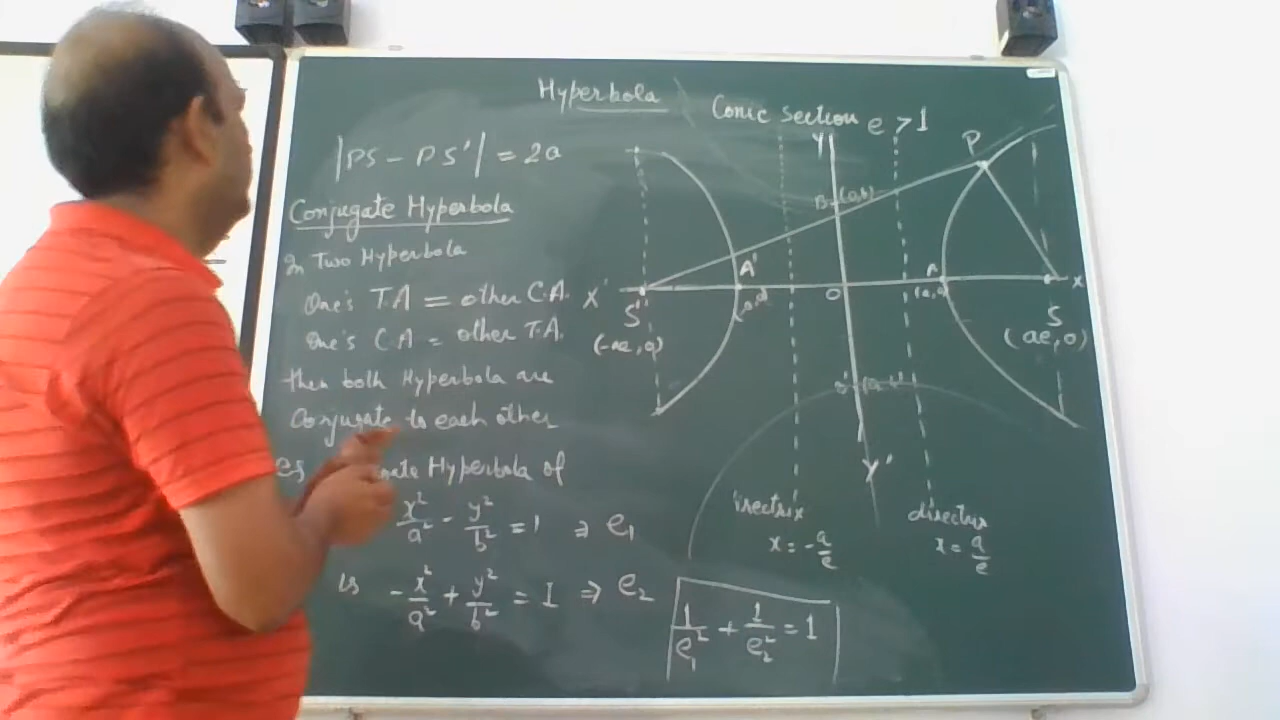 Hyperbola
Conic Section e > 1
|PS - PS'| = 2a
Conjugate Hyperbola
In Two Hyperbola
One's T.A = other C.A.
One's C.A = other T.A.
then both Hyperbola are
Conjugate to each other
eg Hyperbola of
x²/a² - y²/b² = 1 ⇒ e₁
is -x²/a² + y²/b² = 1 ⇒ e₂
1/e₁² + 1/e₂² = 1
Y
P
B
A'
A
X'
O
X
S'
S
(-ae, 0)
(ae, 0)
Y'
directrix
x = -a/e
x = a/e